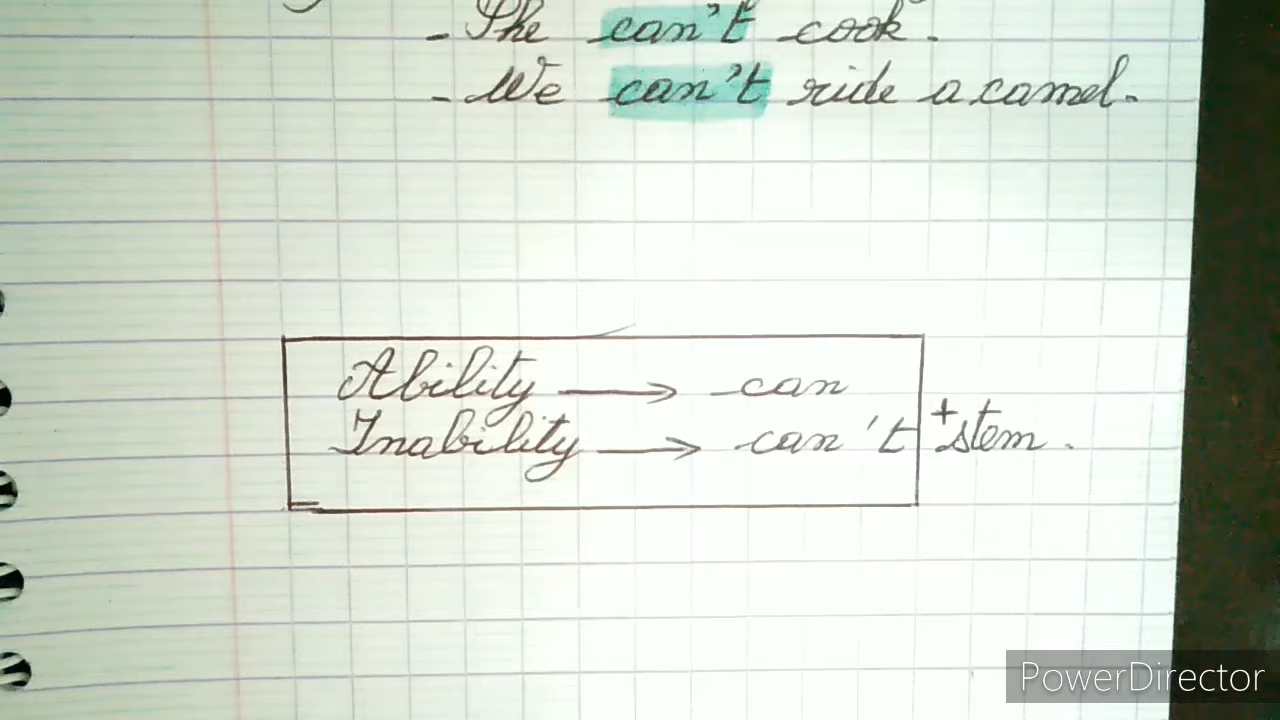 - She can't cook.
- We can't ride a camel.
Ability → can
Inability → can't + stem.
PowerDirector